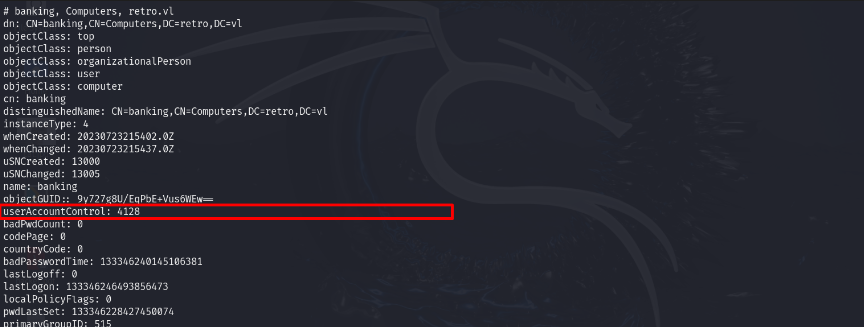 # banking, Computers, retro.vl
dn: CN=banking,CN=Computers,DC=retro,DC=vl
objectClass: top
objectClass: person
objectClass: organizationalPerson
objectClass: user
objectClass: computer
cn: banking
distinguishedName: CN=banking,CN=Computers,DC=retro,DC=vl
instanceType: 4
whenCreated: 20230723215402.0Z
whenChanged: 20230723215437.0Z
uSNCreated: 13000
uSNChanged: 13005
name: banking
objectGUID:: 9y727g8U/EqPbE+Vus6WEw==
userAccountControl: 4128
badPwdCount: 0
codePage: 0
countryCode: 0
badPasswordTime: 133346240145106381
lastLogoff: 0
lastLogon: 133346246493856473
localPolicyFlags: 0
pwdLastSet: 133346228427450074
primaryGroupID: 515